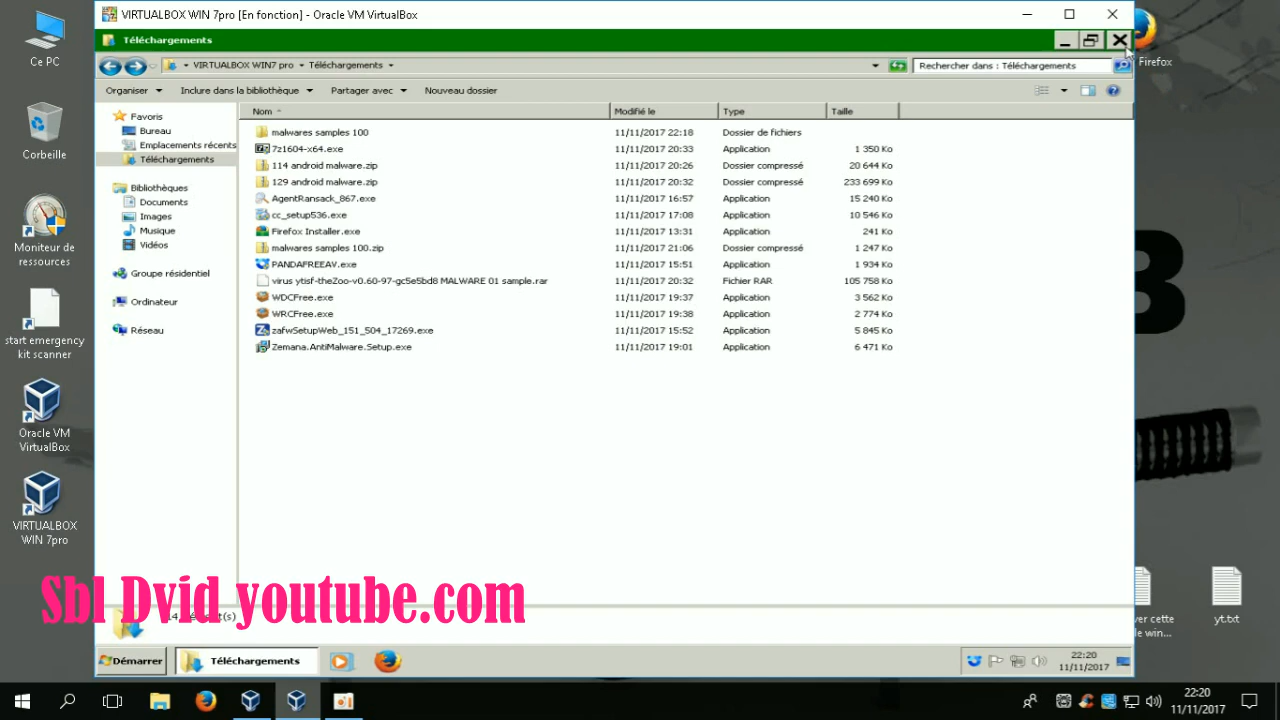 VIRTUALBOX WIN 7pro [En fonction] - Oracle VM VirtualBox
Ce PC
Firefox
Téléchargements
VIRTUALBOX WIN7 pro
Téléchargements
Rechercher dans : Téléchargements
Organiser
Inclure dans la bibliothèque
Partager avec
Nouveau dossier
Nom
Modifié le
Type
Taille
Favoris
Bureau
Emplacements récents
Téléchargements
Bibliothèques
Documents
Images
Musique
Vidéos
Groupe résidentiel
Ordinateur
Réseau
malwares samples 100 11/11/2017 22:18 Dossier de fichiers
7z1604-x64.exe 11/11/2017 20:33 Application 1 350 Ko
114 android malware.zip 11/11/2017 20:26 Dossier compressé 20 644 Ko
129 android malware.zip 11/11/2017 20:32 Dossier compressé 233 699 Ko
AgentRansack_867.exe 11/11/2017 16:57 Application 15 240 Ko
cc_setup536.exe 11/11/2017 17:08 Application 10 546 Ko
Firefox Installer.exe 11/11/2017 13:31 Application 241 Ko
malwares samples 100.zip 11/11/2017 21:06 Dossier compressé 1 247 Ko
PANDAFREEAV.exe 11/11/2017 15:51 Application 1 934 Ko
virus ytisf-theZoo-v0.60-97-gc5e5bd8 MALWARE 01 sample.rar 11/11/2017 20:32 Fichier RAR 105 758 Ko
WDCFree.exe 11/11/2017 19:37 Application 3 562 Ko
WRCFree.exe 11/11/2017 19:38 Application 2 774 Ko
zafwSetupWeb_151_504_17269.exe 11/11/2017 15:52 Application 5 845 Ko
Zemana.AntiMalware.Setup.exe 11/11/2017 19:01 Application 6 471 Ko
Corbeille
Moniteur de
ressources
start emergency
kit scanner
Oracle VM
VirtualBox
VIRTUALBOX
WIN 7pro
B
Sbl Dvid youtube.com
cette
win...
yt.txt
Démarrer
Téléchargements
22:20
11/11/2017
22:20
11/11/2017